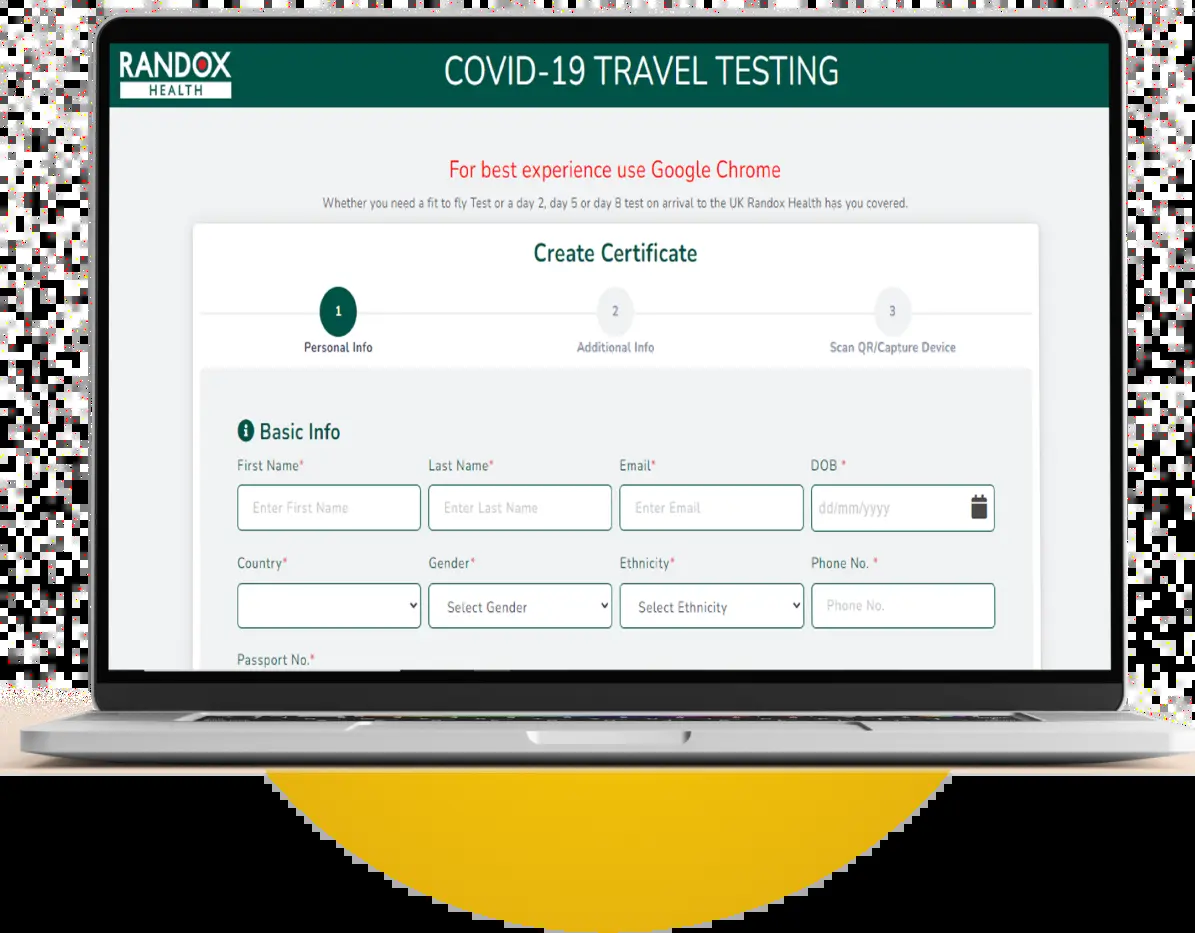 RANDOX
HEALTH
COVID-19 TRAVEL TESTING
For best experience use Google Chrome
Whether you need a fit to fly Test or a day 2, day 5 or day 8 test on arrival to the UK Randox Health has you covered.
Create Certificate
1 2 3
Personal Info Additional Info Scan QR/Capture Device
i Basic Info
First Name* Last Name* Email* DOB *
Enter First Name Enter Last Name Enter Email dd/mm/yyyy
Country* Gender* Ethnicity* Phone No. *
Select Gender Select Ethnicity Phone No.
Passport No.*